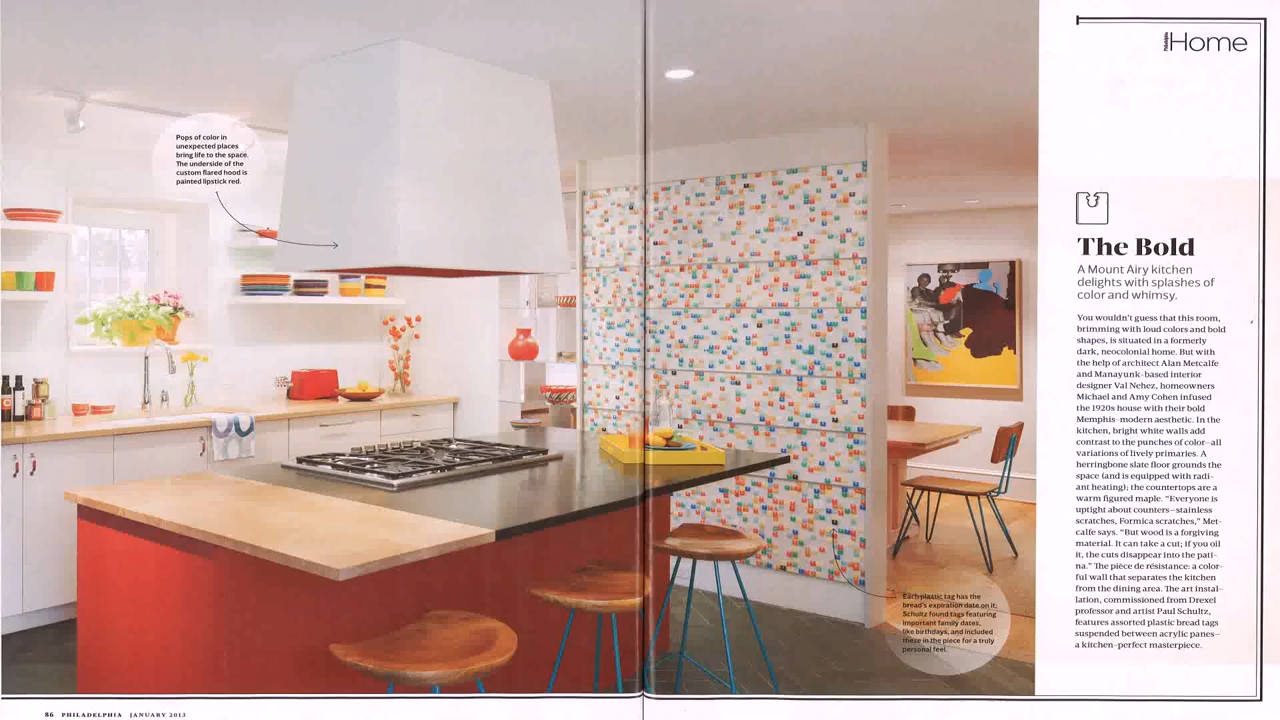 Pops of color in
unexpected places
bring life to the space.
The underside of the
custom flared hood is
painted lipstick red.
Philadelphia Home
The Bold
A Mount Airy kitchen
delights with splashes of
color and whimsy.
You wouldn't guess that this room,
brimming with loud colors and bold
shapes, is situated in a formerly
dark, neocolonial home. But with
the help of architect Alan Metcalfe
and Manayunk-based interior
designer Val Nehez, homeowners
Michael and Amy Cohen infused
the 1920s house with their bold
Memphis-modern aesthetic. In the
kitchen, bright white walls add
contrast to the punches of color—all
variations of lively primaries. A
herringbone slate floor grounds the
space (and is equipped with radi-
ant heating); the countertops are a
warm figured maple. “Everyone is
uptight about counters—stainless
scratches, Formica scratches,” Met-
calfe says. “But wood is a forgiving
material. It can take a cut; if you oil
it, the cuts disappear into the pati-
na.” The pièce de résistance: a color-
ful wall that separates the kitchen
from the dining area. The art instal-
lation, commissioned from Drexel
professor and artist Paul Schultz,
features assorted plastic bread tags
suspended between acrylic panes—
a kitchen-perfect masterpiece.
Each plastic tag has the
bread's expiration date on it;
Schultz found tags featuring
important family dates,
like birthdays, and included
these in the piece for a truly
personal feel.
86 PHILADELPHIA JANUARY 2013